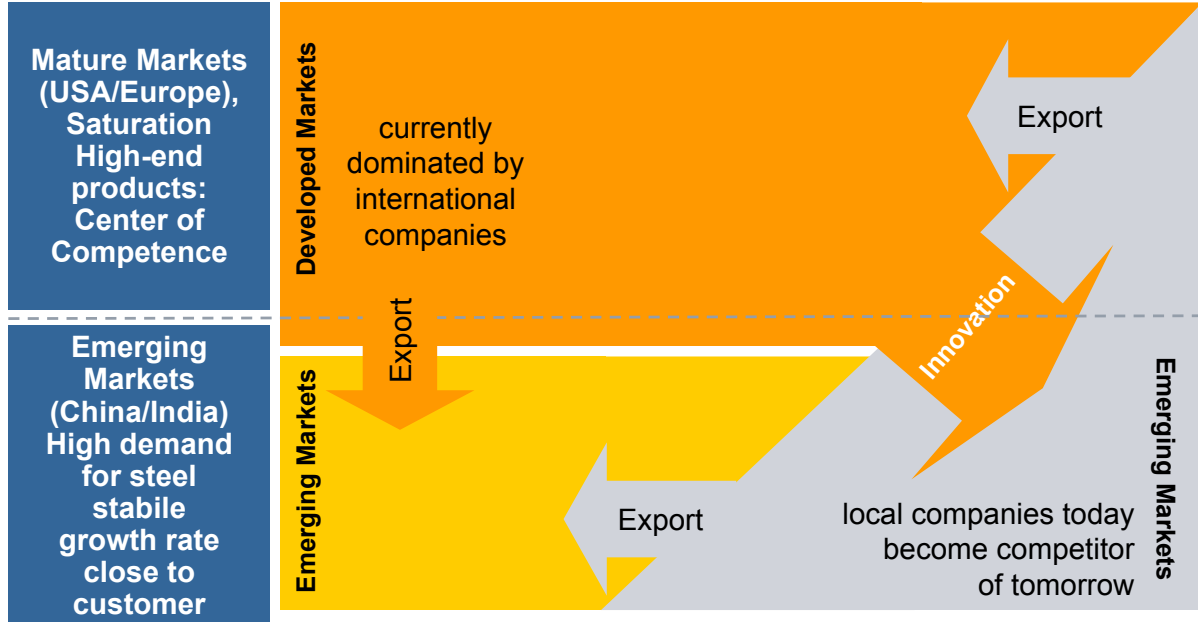 Mature Markets
(USA/Europe),
Saturation
High-end
products:
Center of
Competence
Developed Markets
currently
dominated by
international
companies
Export
Export
Innovation
Emerging
Markets
(China/India)
High demand
for steel
stabile
growth rate
close to
customer
Emerging Markets
Export
local companies today
become competitor
of tomorrow
Emerging Markets